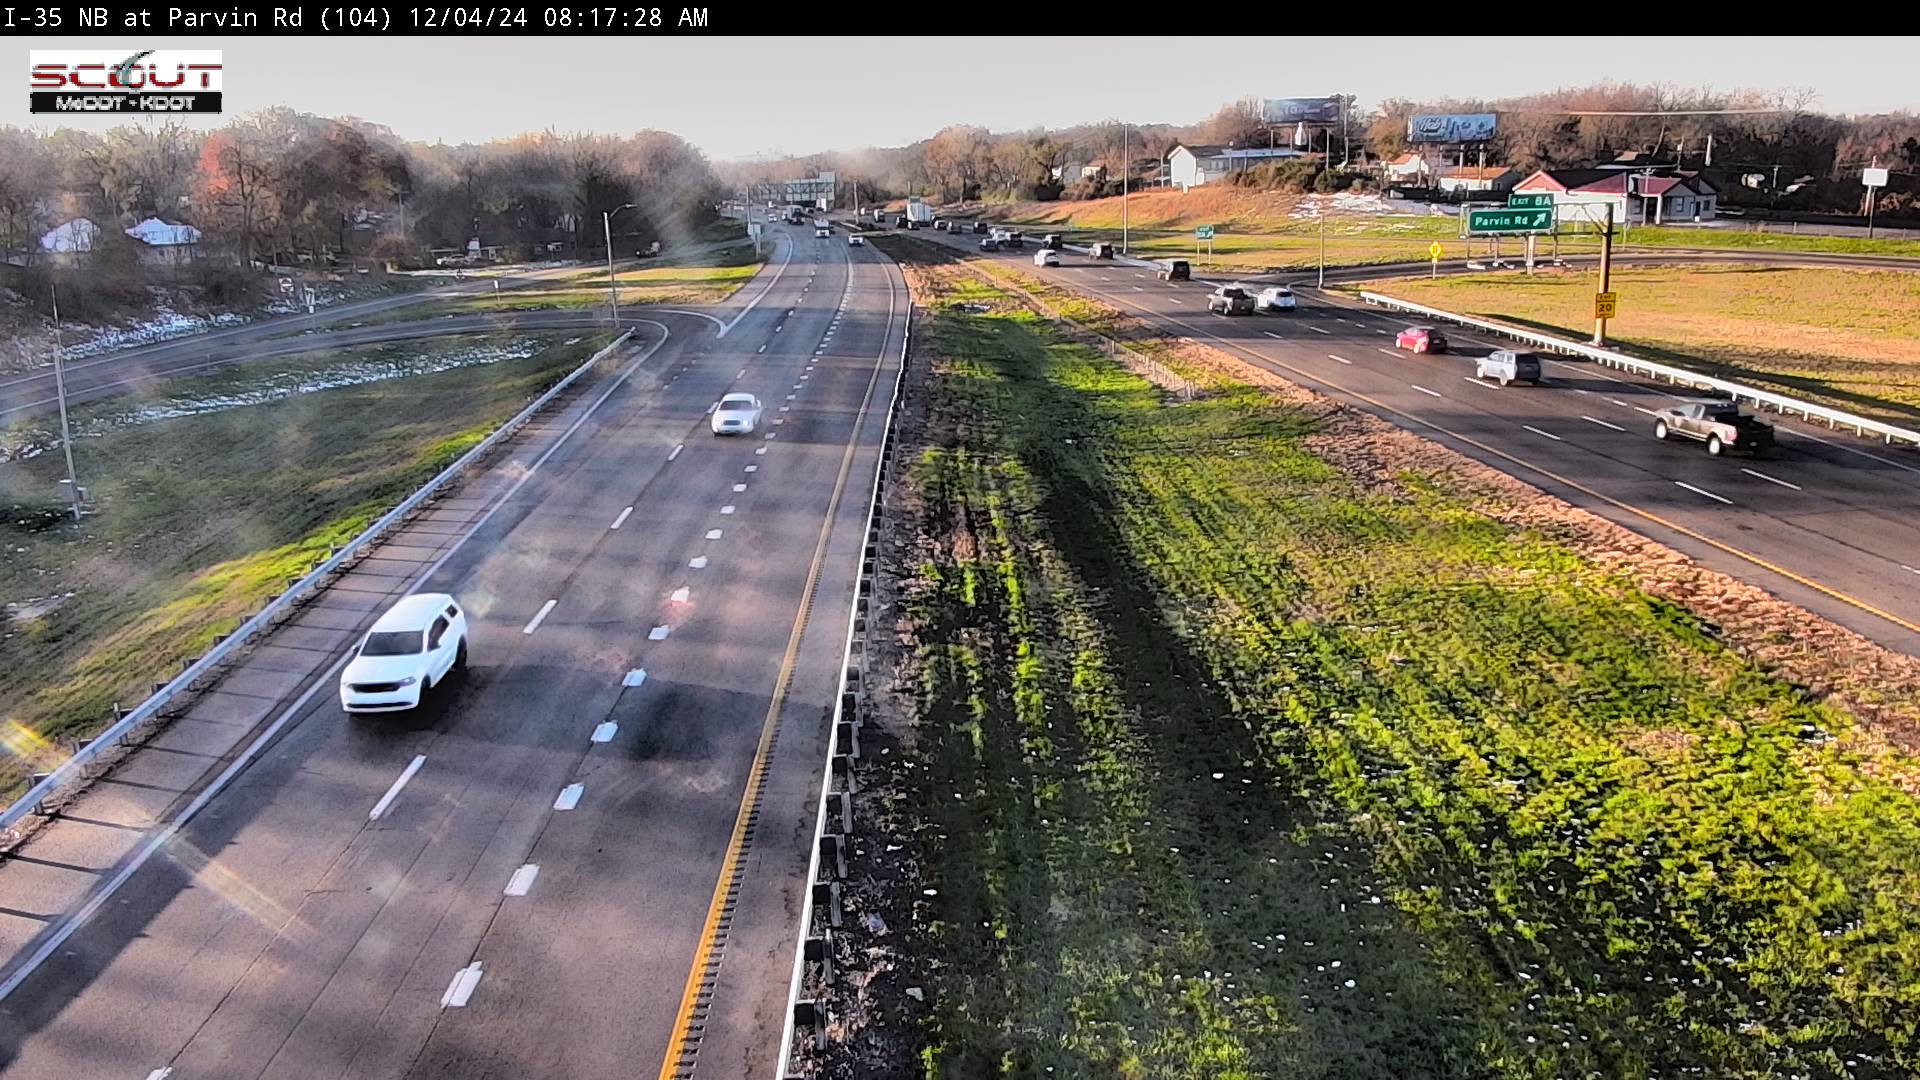 I-35 NB at Parvin Rd (104) 12/04/24 08:17:28 AM
SCOUT
MoDOT - KDOT
EXIT 8A
Parvin Rd
EXIT
20